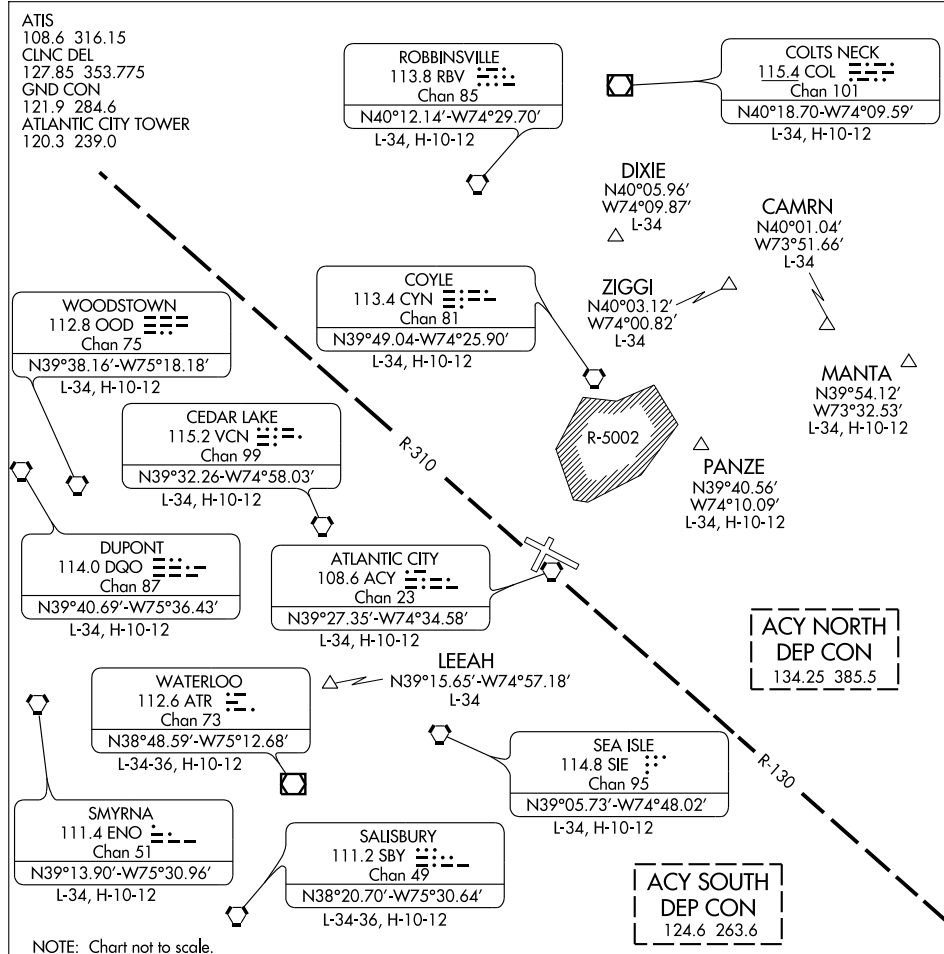 ATIS
108.6 316.15
CLNC DEL
127.85 353.775
GND CON
121.9 284.6
ATLANTIC CITY TOWER
120.3 239.0
ROBBINSVILLE
113.8 RBV
Chan 85
N40°12.14′-W74°29.70′
L-34, H-10-12
COLTS NECK
115.4 COL
Chan 101
N40°18.70-W74°09.59′
L-34, H-10-12
DIXIE
N40°05.96′
W74°09.87′
L-34
CAMRN
N40°01.04′
W73°51.66′
L-34
COYLE
113.4 CYN
Chan 81
N39°49.04-W74°25.90′
L-34, H-10-12
ZIGGI
N40°03.12′
W74°00.82′
L-34
WOODSTOWN
112.8 OOD
Chan 75
N39°38.16′-W75°18.18′
L-34, H-10-12
MANTA
N39°54.12′
W73°32.53′
L-34, H-10-12
CEDAR LAKE
115.2 VCN
Chan 99
N39°32.26-W74°58.03′
L-34, H-10-12
R-310
R-5002
PANZE
N39°40.56′
W74°10.09′
L-34, H-10-12
DUPONT
114.0 DQO
Chan 87
N39°40.69′-W75°36.43′
L-34, H-10-12
ATLANTIC CITY
108.6 ACY
Chan 23
N39°27.35′-W74°34.58′
L-34, H-10-12
ACY NORTH
DEP CON
134.25 385.5
LEEAH
N39°15.65′-W74°57.18′
L-34
WATERLOO
112.6 ATR
Chan 73
N38°48.59′-W75°12.68′
L-34-36, H-10-12
R-130
SEA ISLE
114.8 SIE
Chan 95
N39°05.73′-W74°48.02′
L-34, H-10-12
SMYRNA
111.4 ENO
Chan 51
N39°13.90′-W75°30.96′
L-34, H-10-12
SALISBURY
111.2 SBY
Chan 49
N38°20.70′-W75°30.64′
L-34-36, H-10-12
ACY SOUTH
DEP CON
124.6 263.6
NOTE: Chart not to scale.